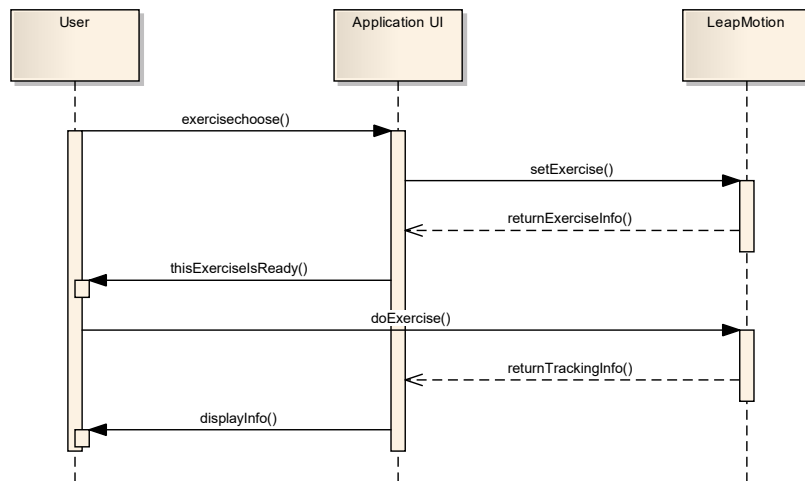 User
Application UI
LeapMotion
exercisechoose()
setExercise()
returnExerciseInfo()
thisExerciseIsReady()
doExercise()
returnTrackingInfo()
displayInfo()